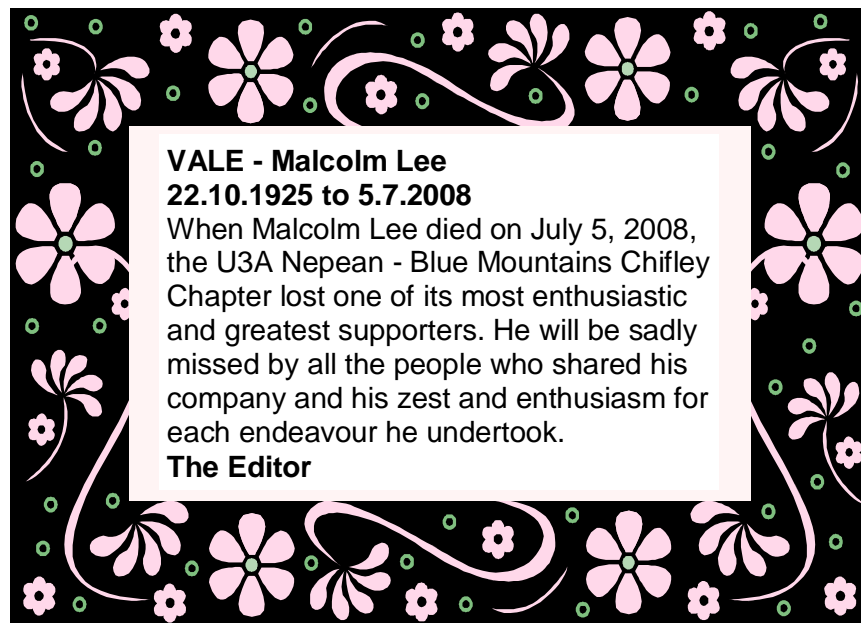 VALE - Malcolm Lee
22.10.1925 to 5.7.2008
When Malcolm Lee died on July 5, 2008,
the U3A Nepean - Blue Mountains Chifley
Chapter lost one of its most enthusiastic
and greatest supporters. He will be sadly
missed by all the people who shared his
company and his zest and enthusiasm for
each endeavour he undertook.
The Editor